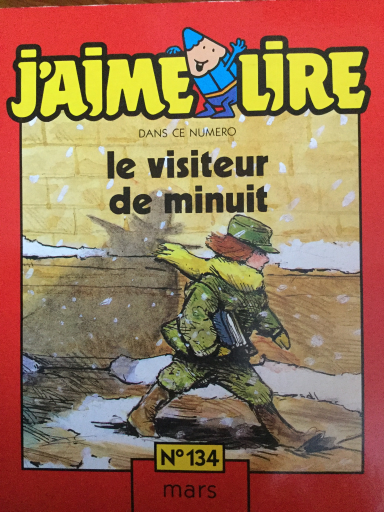 J'AIME LIRE
DANS CE NUMERO
le visiteur
de minuit
N° 134
mars